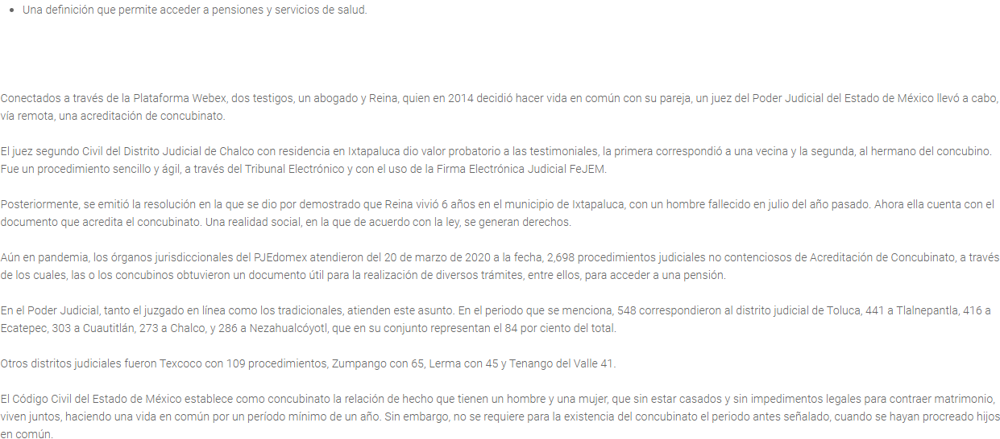 • Una definición que permite acceder a pensiones y servicios de salud.
Conectados a través de la Plataforma Webex, dos testigos, un abogado y Reina, quien en 2014 decidió hacer vida en común con su pareja, un juez del Poder Judicial del Estado de México llevó a cabo,
vía remota, una acreditación de concubinato.
El juez segundo Civil del Distrito Judicial de Chalco con residencia en Ixtapaluca dio valor probatorio a las testimoniales, la primera correspondió a una vecina y la segunda, al hermano del concubino.
Fue un procedimiento sencillo y ágil, a través del Tribunal Electrónico y con el uso de la Firma Electrónica Judicial FeJEM.
Posteriormente, se emitió la resolución en la que se dio por demostrado que Reina vivió 6 años en el municipio de Ixtapaluca, con un hombre fallecido en julio del año pasado. Ahora ella cuenta con el
documento que acredita el concubinato. Una realidad social, en la que de acuerdo con la ley, se generan derechos.
Aún en pandemia, los órganos jurisdiccionales del PJEdomex atendieron del 20 de marzo de 2020 a la fecha, 2,698 procedimientos judiciales no contenciosos de Acreditación de Concubinato, a través
de los cuales, las o los concubinos obtuvieron un documento útil para la realización de diversos trámites, entre ellos, para acceder a una pensión.
En el Poder Judicial, tanto el juzgado en línea como los tradicionales, atienden este asunto. En el periodo que se menciona, 548 correspondieron al distrito judicial de Toluca, 441 a Tlalnepantla, 416 a
Ecatepec, 303 a Cuautitlán, 273 a Chalco, y 286 a Nezahualcóyotl, que en su conjunto representan el 84 por ciento del total.
Otros distritos judiciales fueron Texcoco con 109 procedimientos, Zumpango con 65, Lerma con 45 y Tenango del Valle 41.
El Código Civil del Estado de México establece como concubinato la relación de hecho que tienen un hombre y una mujer, que sin estar casados y sin impedimentos legales para contraer matrimonio,
viven juntos, haciendo una vida en común por un período mínimo de un año. Sin embargo, no se requiere para la existencia del concubinato el periodo antes señalado, cuando se hayan procreado hijos
en común.